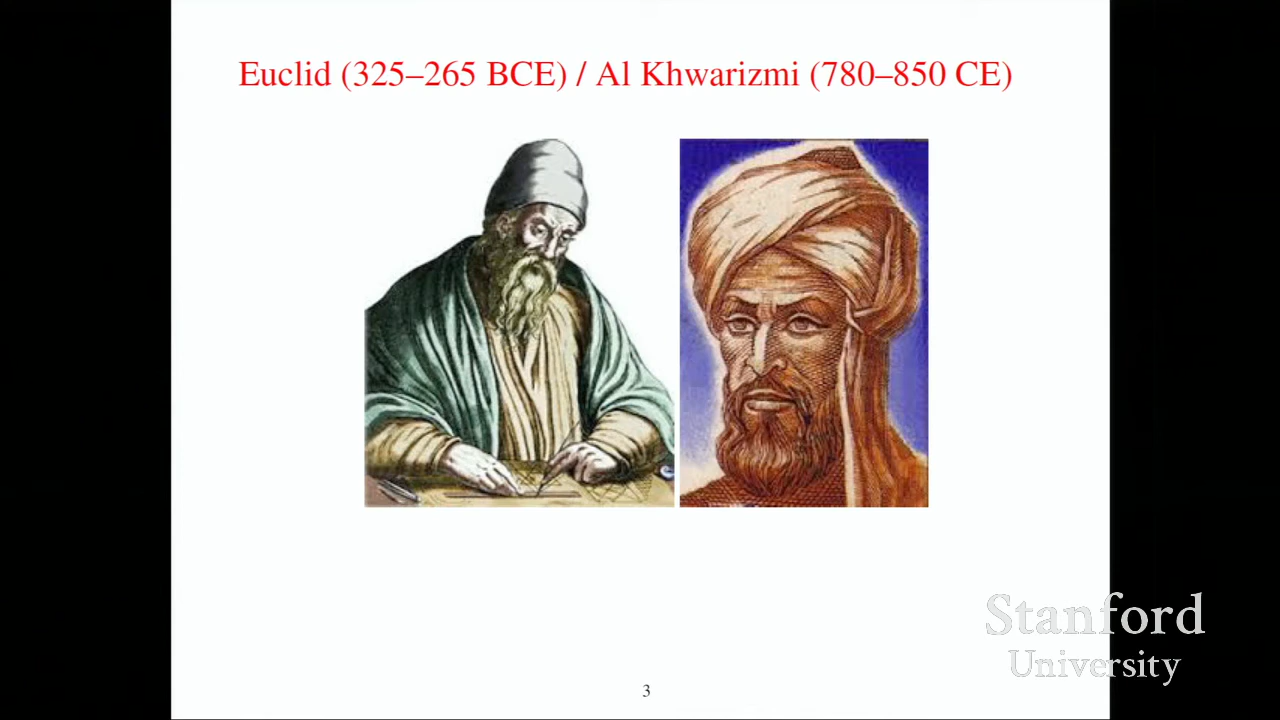 Euclid (325–265 BCE) / Al Khwarizmi (780–850 CE)
Stanford
University
3